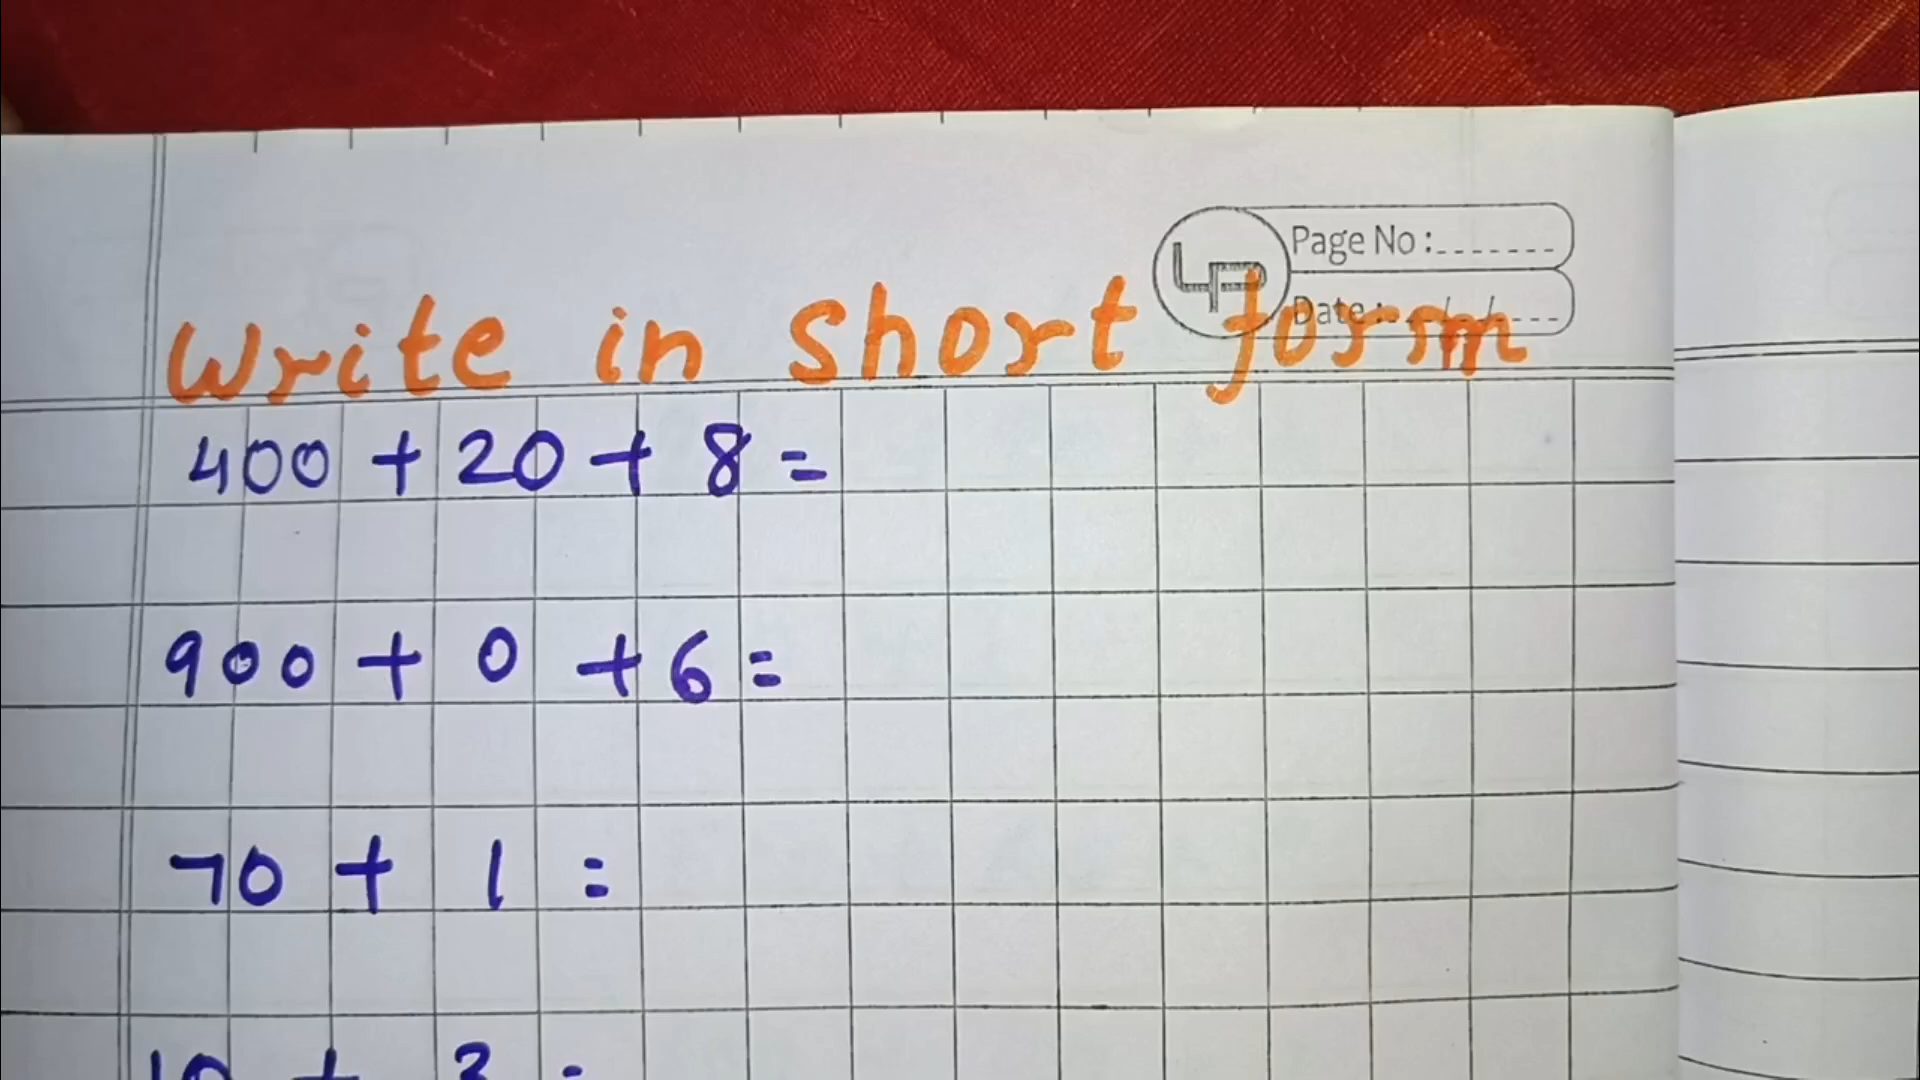 Page No :-------
Date :--/--/---
Write in short form
400 + 20 + 8 =
900 + 0 + 6 =
70 + 1 =